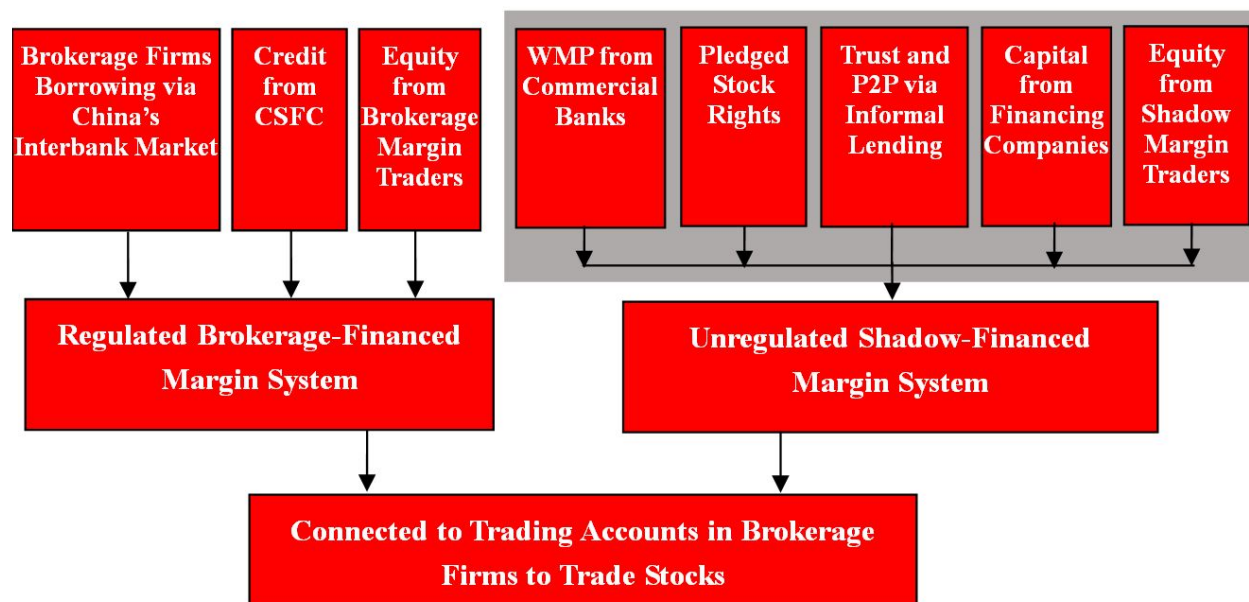 Brokerage Firms
Borrowing via
China's
Interbank Market
Credit
from
CSFC
Equity
from
Brokerage
Margin
Traders
WMP from
Commercial
Banks
Pledged
Stock
Rights
Trust and
P2P via
Informal
Lending
Capital
from
Financing
Companies
Equity
from
Shadow
Margin
Traders
Regulated Brokerage-Financed
Margin System
Unregulated Shadow-Financed
Margin System
Connected to Trading Accounts in Brokerage
Firms to Trade Stocks